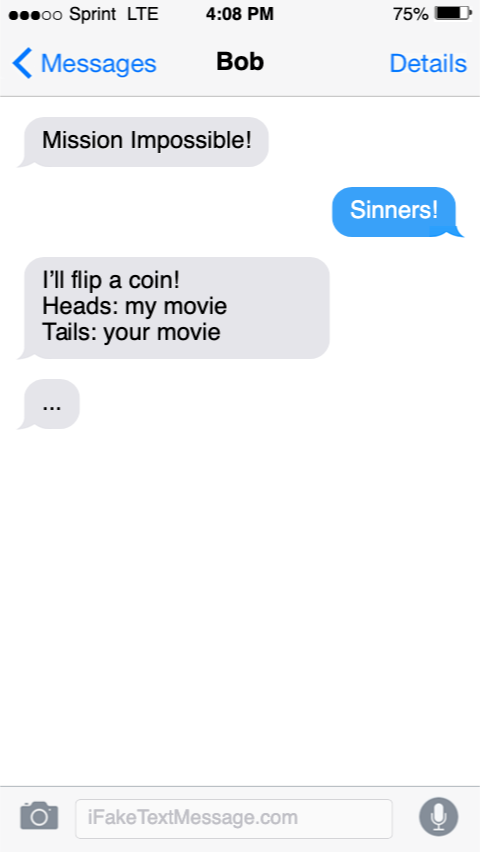 Sprint LTE 4:08 PM 75%
Messages Bob Details
Mission Impossible!
Sinners!
I’ll flip a coin!
Heads: my movie
Tails: your movie
...
iFakeTextMessage.com